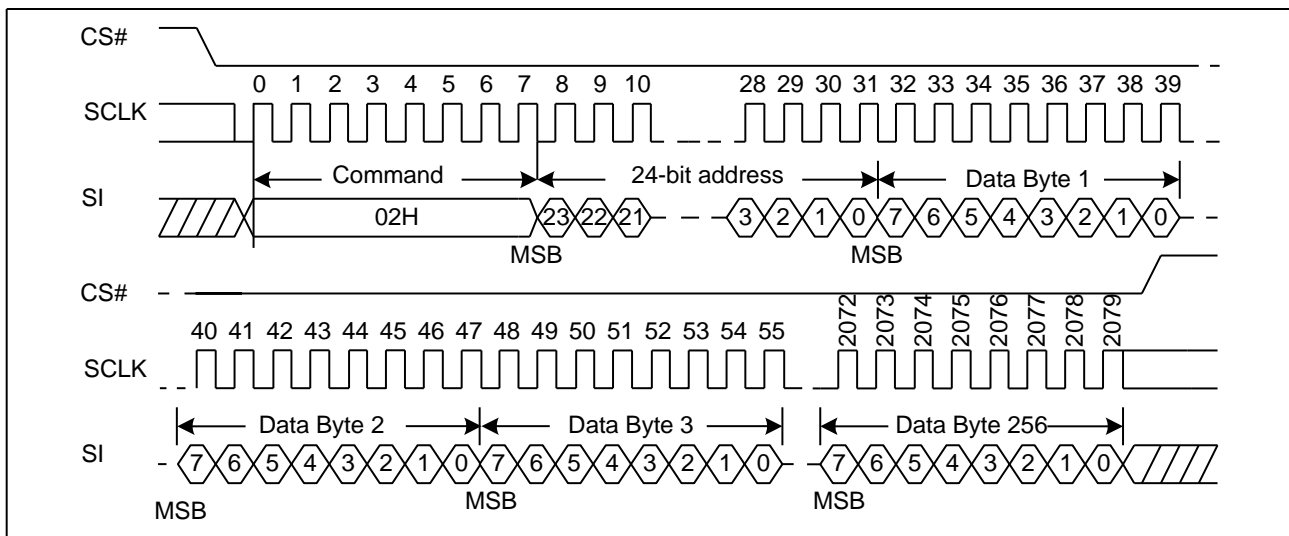 CS#
0 1 2 3 4 5 6 7 8 9 10 28 29 30 31 32 33 34 35 36 37 38 39
SCLK
Command 24-bit address Data Byte 1
SI
02H 23 22 21 3 2 1 0 7 6 5 4 3 2 1 0
MSB MSB
CS#
40 41 42 43 44 45 46 47 48 49 50 51 52 53 54 55 2072 2073 2074 2075 2076 2077 2078 2079
SCLK
Data Byte 2 Data Byte 3 Data Byte 256
SI
7 6 5 4 3 2 1 0 7 6 5 4 3 2 1 0 7 6 5 4 3 2 1 0
MSB MSB MSB